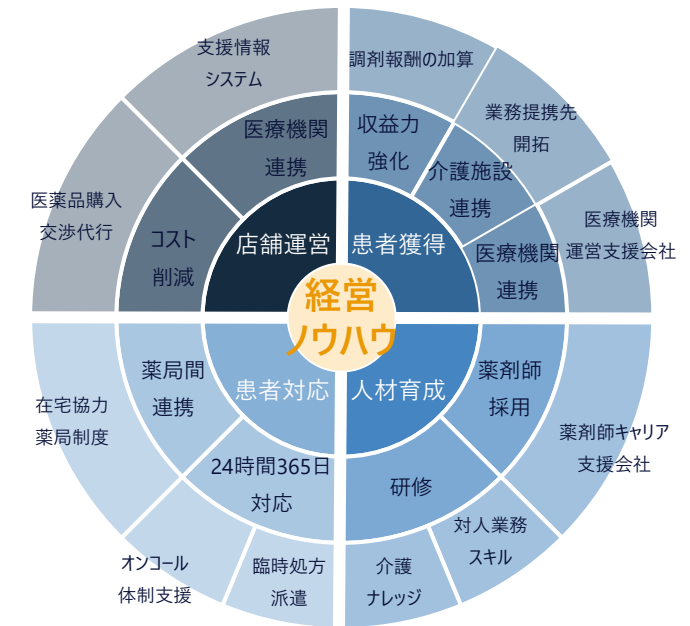 支援情報
システム
調剤報酬の加算
業務提携先
開拓
医療機関
連携
収益力
強化
介護施設
連携
医薬品購入
交渉代行
コスト
削減
店舗運営
患者獲得
医療機関
連携
医療機関
運営支援会社
経営
ノウハウ
在宅協力
薬局制度
薬局間
連携
患者対応
人材育成
薬剤師
採用
薬剤師キャリア
支援会社
24時間365日
対応
研修
オンコール
体制支援
臨時処方
派遣
介護
ナレッジ
対人業務
スキル